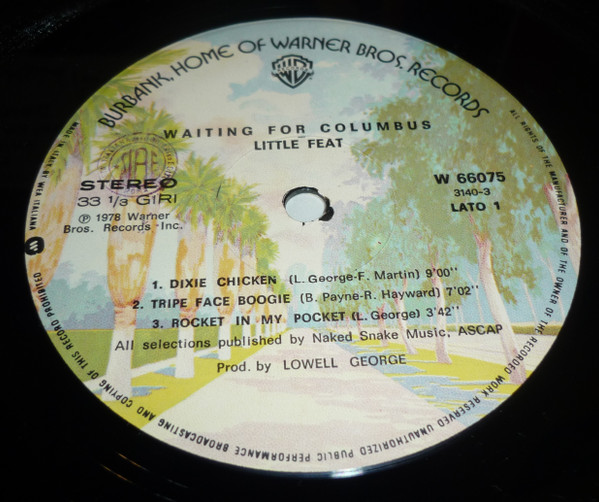 BURBANK, HOME OF WARNER BROS. RECORDS
WAITING FOR COLUMBUS
LITTLE FEAT
STEREO
33 1/3 GIRI
℗ 1978 Warner
Bros. Records - Inc.
W 66075
3140-3
LATO 1
1. DIXIE CHICKEN (L. George-F. Martin) 9'00''
2. TRIPE FACE BOOGIE (B. Payne-R. Hayward) 7'02''
3. ROCKET IN MY POCKET (L. George) 3'42''
All selections published by Naked Snake Music, ASCAP
Prod. by LOWELL GEORGE
MADE IN ITALY BY WEA ITALIANA
ALL RIGHTS OF THE MANUFACTURER AND OF THE OWNER OF THE RECORDED WORK RESERVED UNAUTHORIZED PUBLIC PERFORMANCE BROADCASTING AND COPYING OF THIS RECORD PROHIBITED